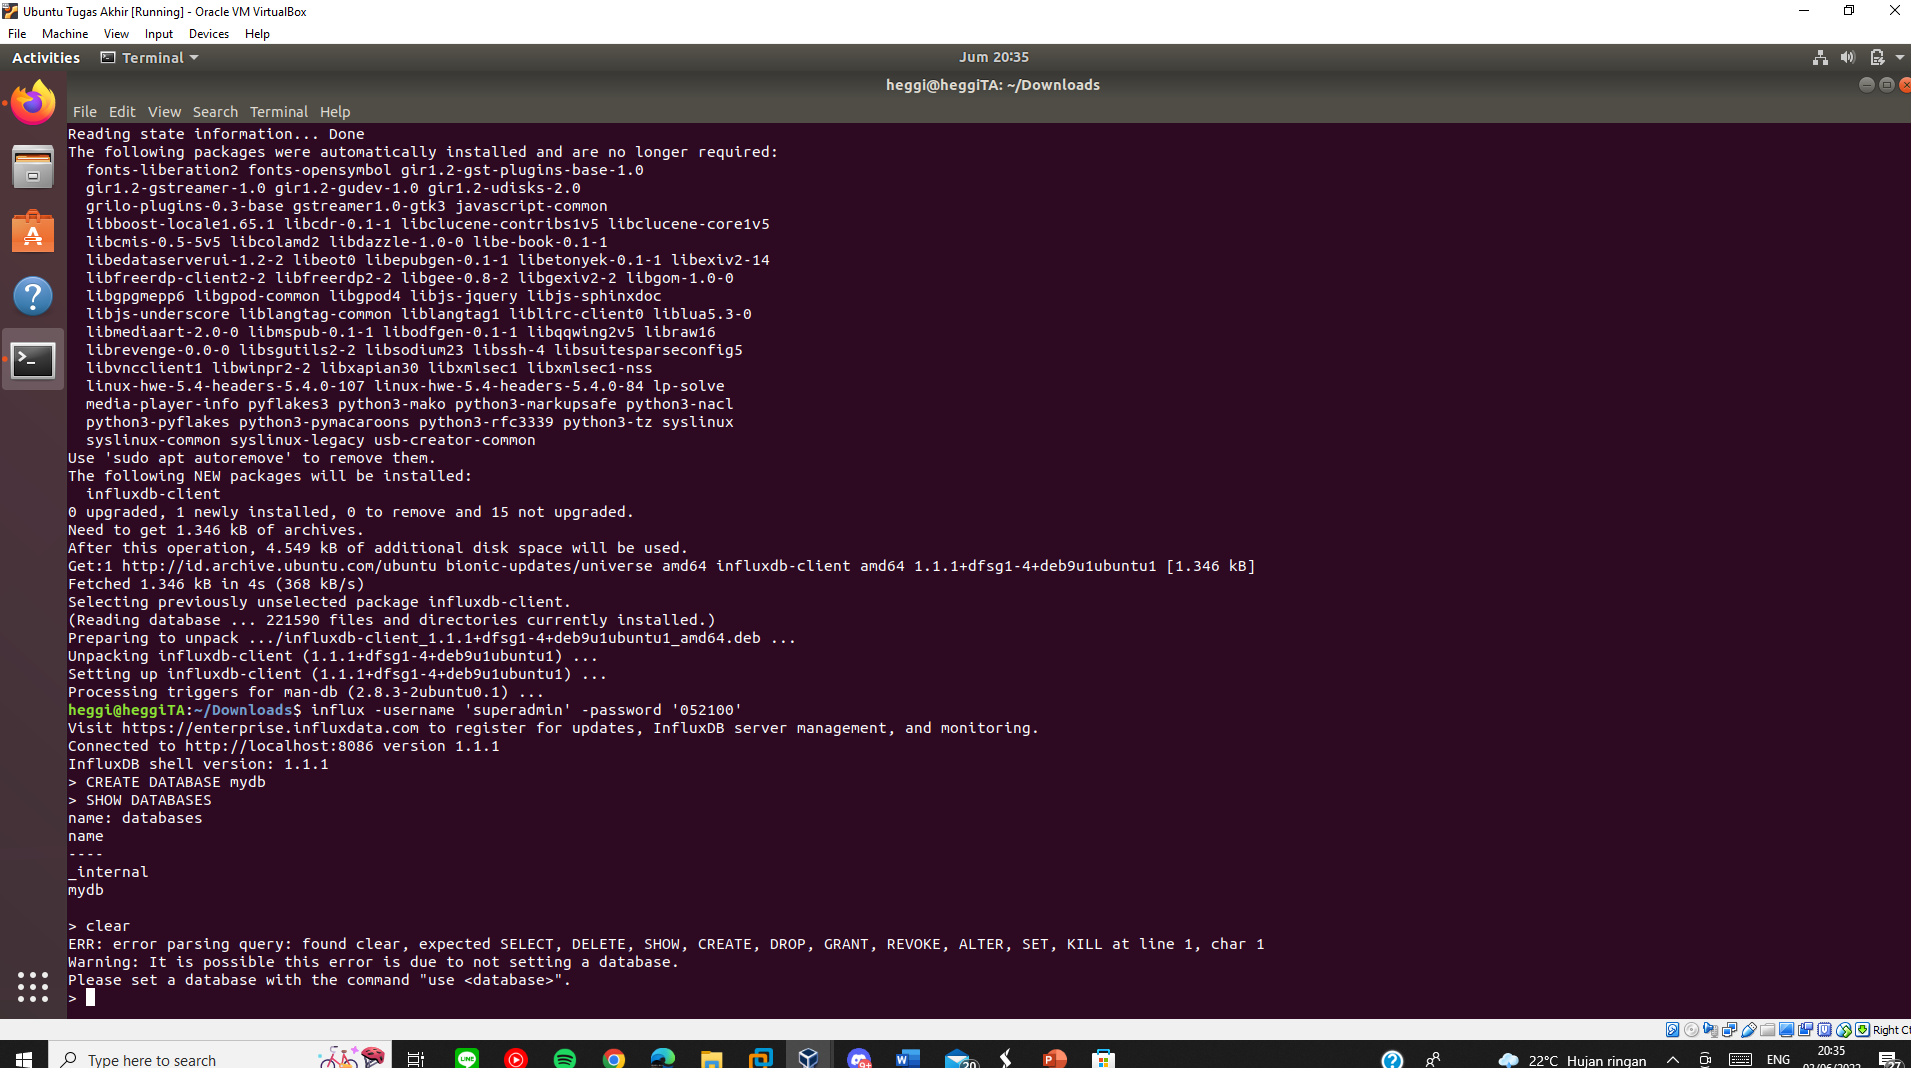 Ubuntu Tugas Akhir [Running] - Oracle VM VirtualBox
File Machine View Input Devices Help
Activities Terminal Jum 20:35
heggi@heggiTA: ~/Downloads
File Edit View Search Terminal Help
Reading state information... Done
The following packages were automatically installed and are no longer required:
fonts-liberation2 fonts-opensymbol gir1.2-gst-plugins-base-1.0
gir1.2-gstreamer-1.0 gir1.2-gudev-1.0 gir1.2-udisks-2.0
grilo-plugins-0.3-base gstreamer1.0-gtk3 javascript-common
libboost-locale1.65.1 libcdr-0.1-1 libclucene-contribs1v5 libclucene-core1v5
libcmis-0.5-5v5 libcolamd2 libdazzle-1.0-0 libe-book-0.1-1
libedataserverui-1.2-2 libeot0 libepubgen-0.1-1 libetonyek-0.1-1 libexiv2-14
libfreerdp-client2-2 libfreerdp2-2 libgee-0.8-2 libgexiv2-2 libgom-1.0-0
libgpgmepp6 libgpod-common libgpod4 libjs-jquery libjs-sphinxdoc
libjs-underscore liblangtag-common liblangtag1 liblirc-client0 liblua5.3-0
libmediaart-2.0-0 libmspub-0.1-1 libodfgen-0.1-1 libqqwing2v5 libraw16
librevenge-0.0-0 libsgutils2-2 libsodium23 libssh-4 libsuitesparseconfig5
libvncclient1 libwinpr2-2 libxapian30 libxmlsec1 libxmlsec1-nss
linux-hwe-5.4-headers-5.4.0-107 linux-hwe-5.4-headers-5.4.0-84 lp-solve
media-player-info pyflakes3 python3-mako python3-markupsafe python3-nacl
python3-pyflakes python3-pymacaroons python3-rfc3339 python3-tz syslinux
syslinux-common syslinux-legacy usb-creator-common
Use 'sudo apt autoremove' to remove them.
The following NEW packages will be installed:
influxdb-client
0 upgraded, 1 newly installed, 0 to remove and 15 not upgraded.
Need to get 1.346 kB of archives.
After this operation, 4.549 kB of additional disk space will be used.
Get:1 http://id.archive.ubuntu.com/ubuntu bionic-updates/universe amd64 influxdb-client amd64 1.1.1+dfsg1-4+deb9u1ubuntu1 [1.346 kB]
Fetched 1.346 kB in 4s (368 kB/s)
Selecting previously unselected package influxdb-client.
(Reading database ... 221590 files and directories currently installed.)
Preparing to unpack .../influxdb-client_1.1.1+dfsg1-4+deb9u1ubuntu1_amd64.deb ...
Unpacking influxdb-client (1.1.1+dfsg1-4+deb9u1ubuntu1) ...
Setting up influxdb-client (1.1.1+dfsg1-4+deb9u1ubuntu1) ...
Processing triggers for man-db (2.8.3-2ubuntu0.1) ...
heggi@heggiTA:~/Downloads$ influx -username 'superadmin' -password '052100'
Visit https://enterprise.influxdata.com to register for updates, InfluxDB server management, and monitoring.
Connected to http://localhost:8086 version 1.1.1
InfluxDB shell version: 1.1.1
> CREATE DATABASE mydb
> SHOW DATABASES
name: databases
name
----
_internal
mydb
> clear
ERR: error parsing query: found clear, expected SELECT, DELETE, SHOW, CREATE, DROP, GRANT, REVOKE, ALTER, SET, KILL at line 1, char 1
Warning: It is possible this error is due to not setting a database.
Please set a database with the command "use <database>".
>
Right Ct
Type here to search
LINE
20
22°C Hujan ringan
ENG
20:35